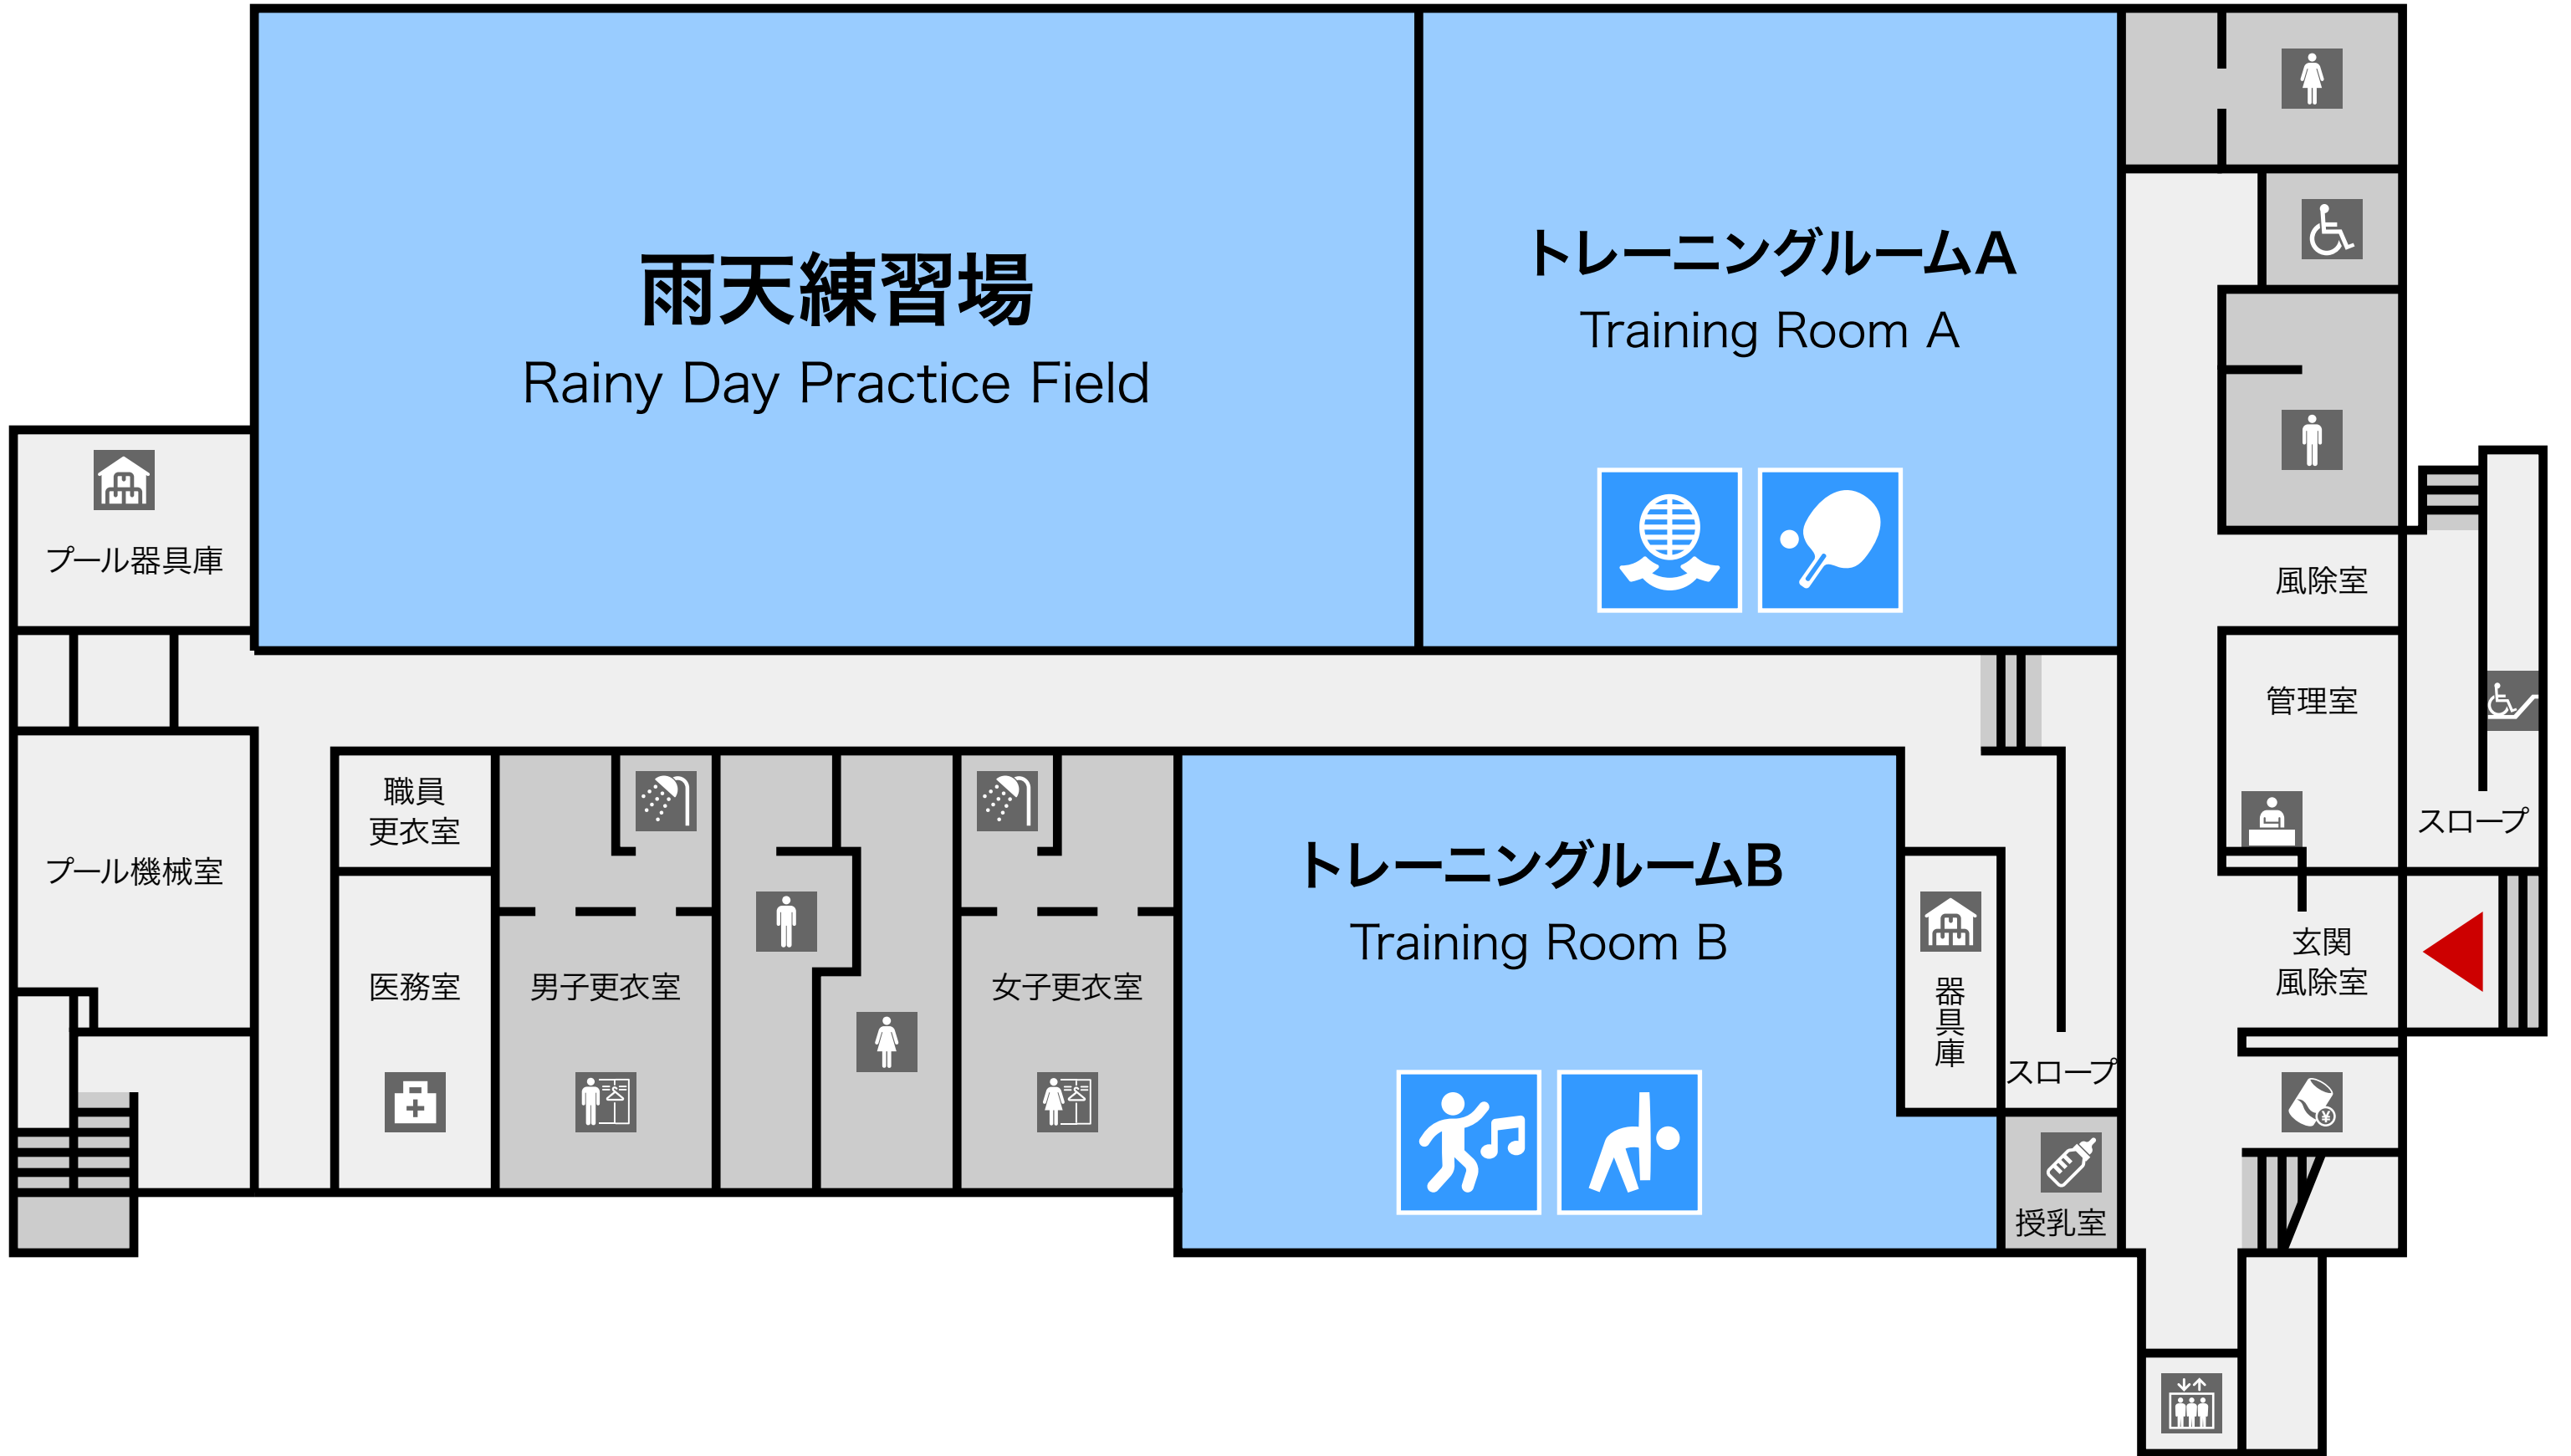 雨天練習場
Rainy Day Practice Field
トレーニングルームA
Training Room A
プール器具庫
風除室
管理室
職員
更衣室
スロープ
プール機械室
トレーニングルームB
Training Room B
医務室
男子更衣室
女子更衣室
器具庫
玄関
風除室
スロープ
¥
授乳室